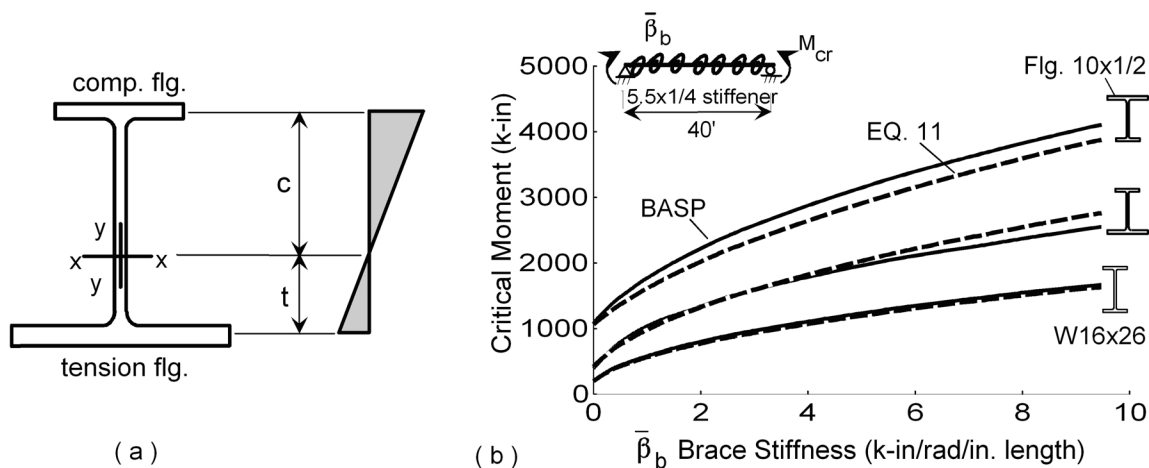 comp. flg.
c
y
x
x
y
t
tension flg.
( a )
β̄b
Mcr
5.5x1/4 stiffener
40'
Flg. 10x1/2
EQ. 11
BASP
W16x26
Critical Moment (k-in)
5000
4000
3000
2000
1000
0
0
2
4
6
8
10
β̄b Brace Stiffness (k-in/rad/in. length)
( b )